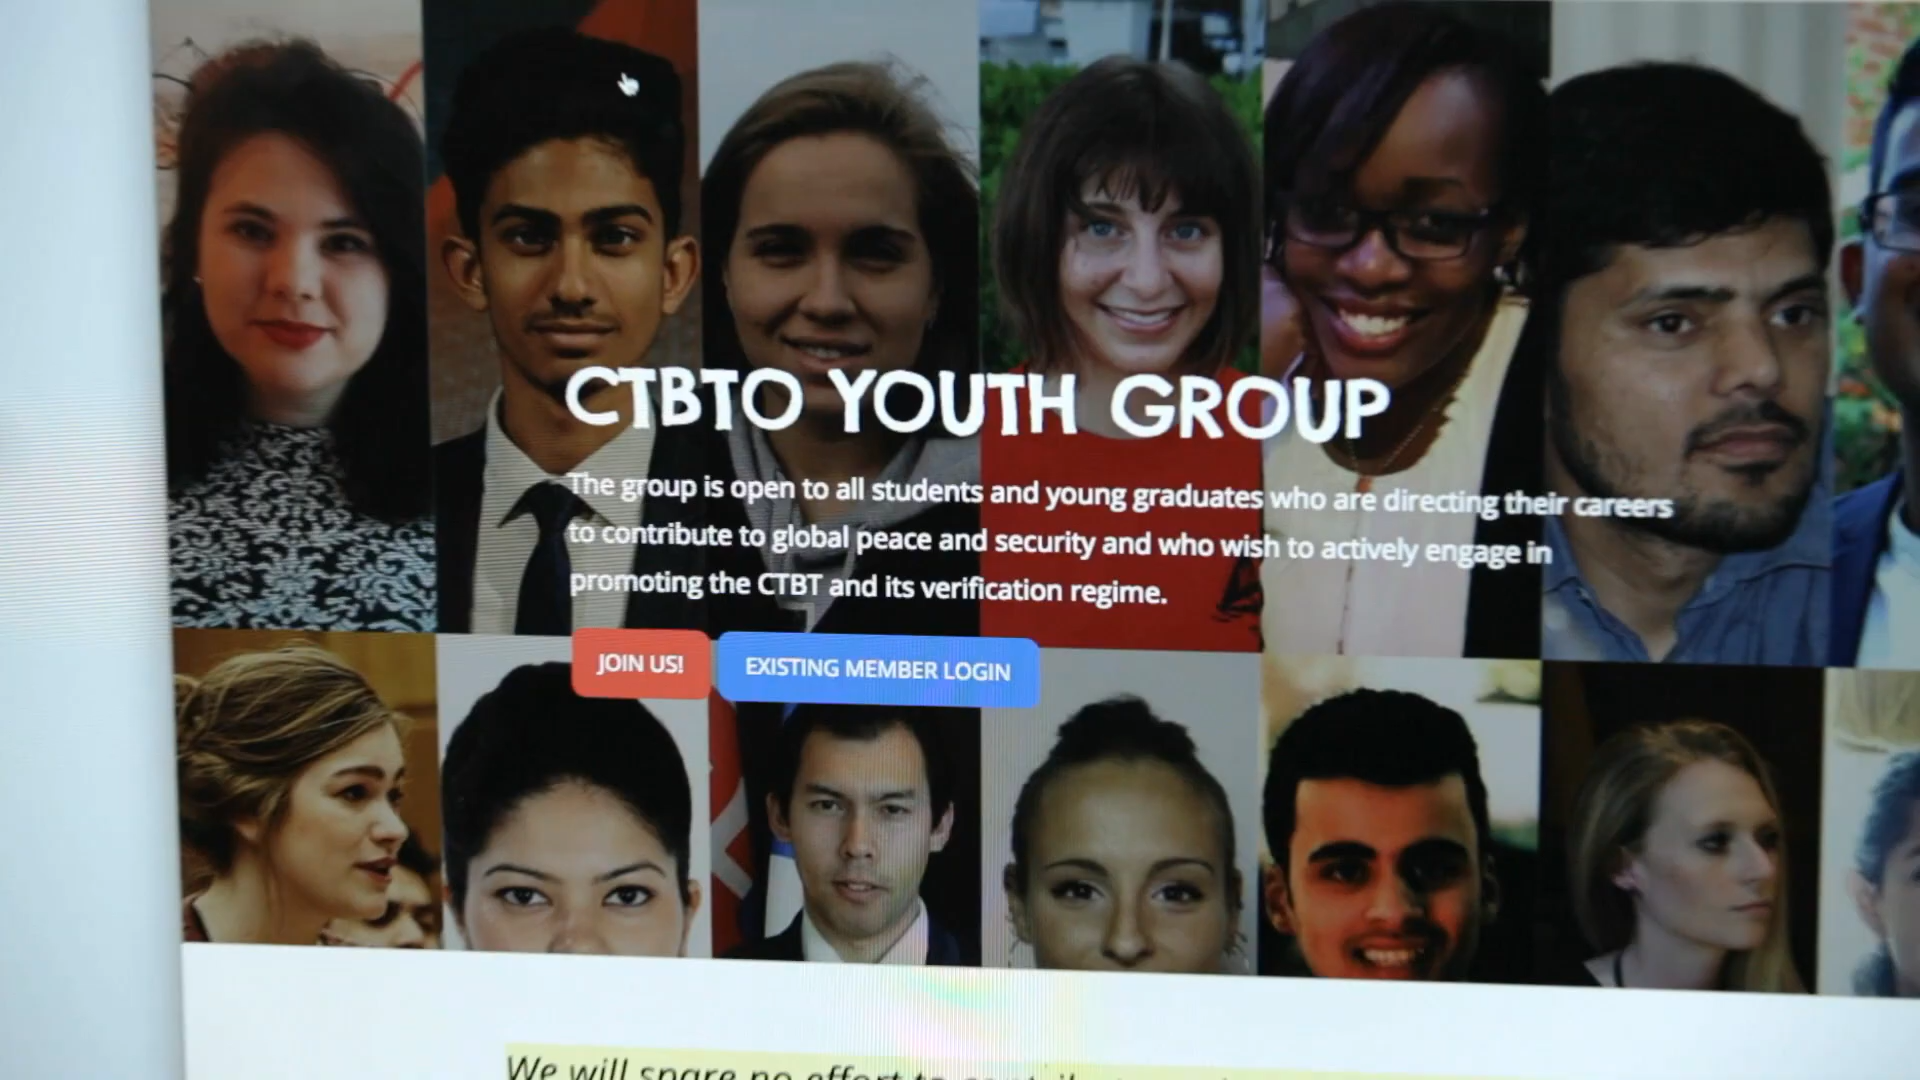 CTBTO YOUTH GROUP
The group is open to all students and young graduates who are directing their careers
to contribute to global peace and security and who wish to actively engage in
promoting the CTBT and its verification regime.
JOIN US!
EXISTING MEMBER LOGIN
We will spare no effort to